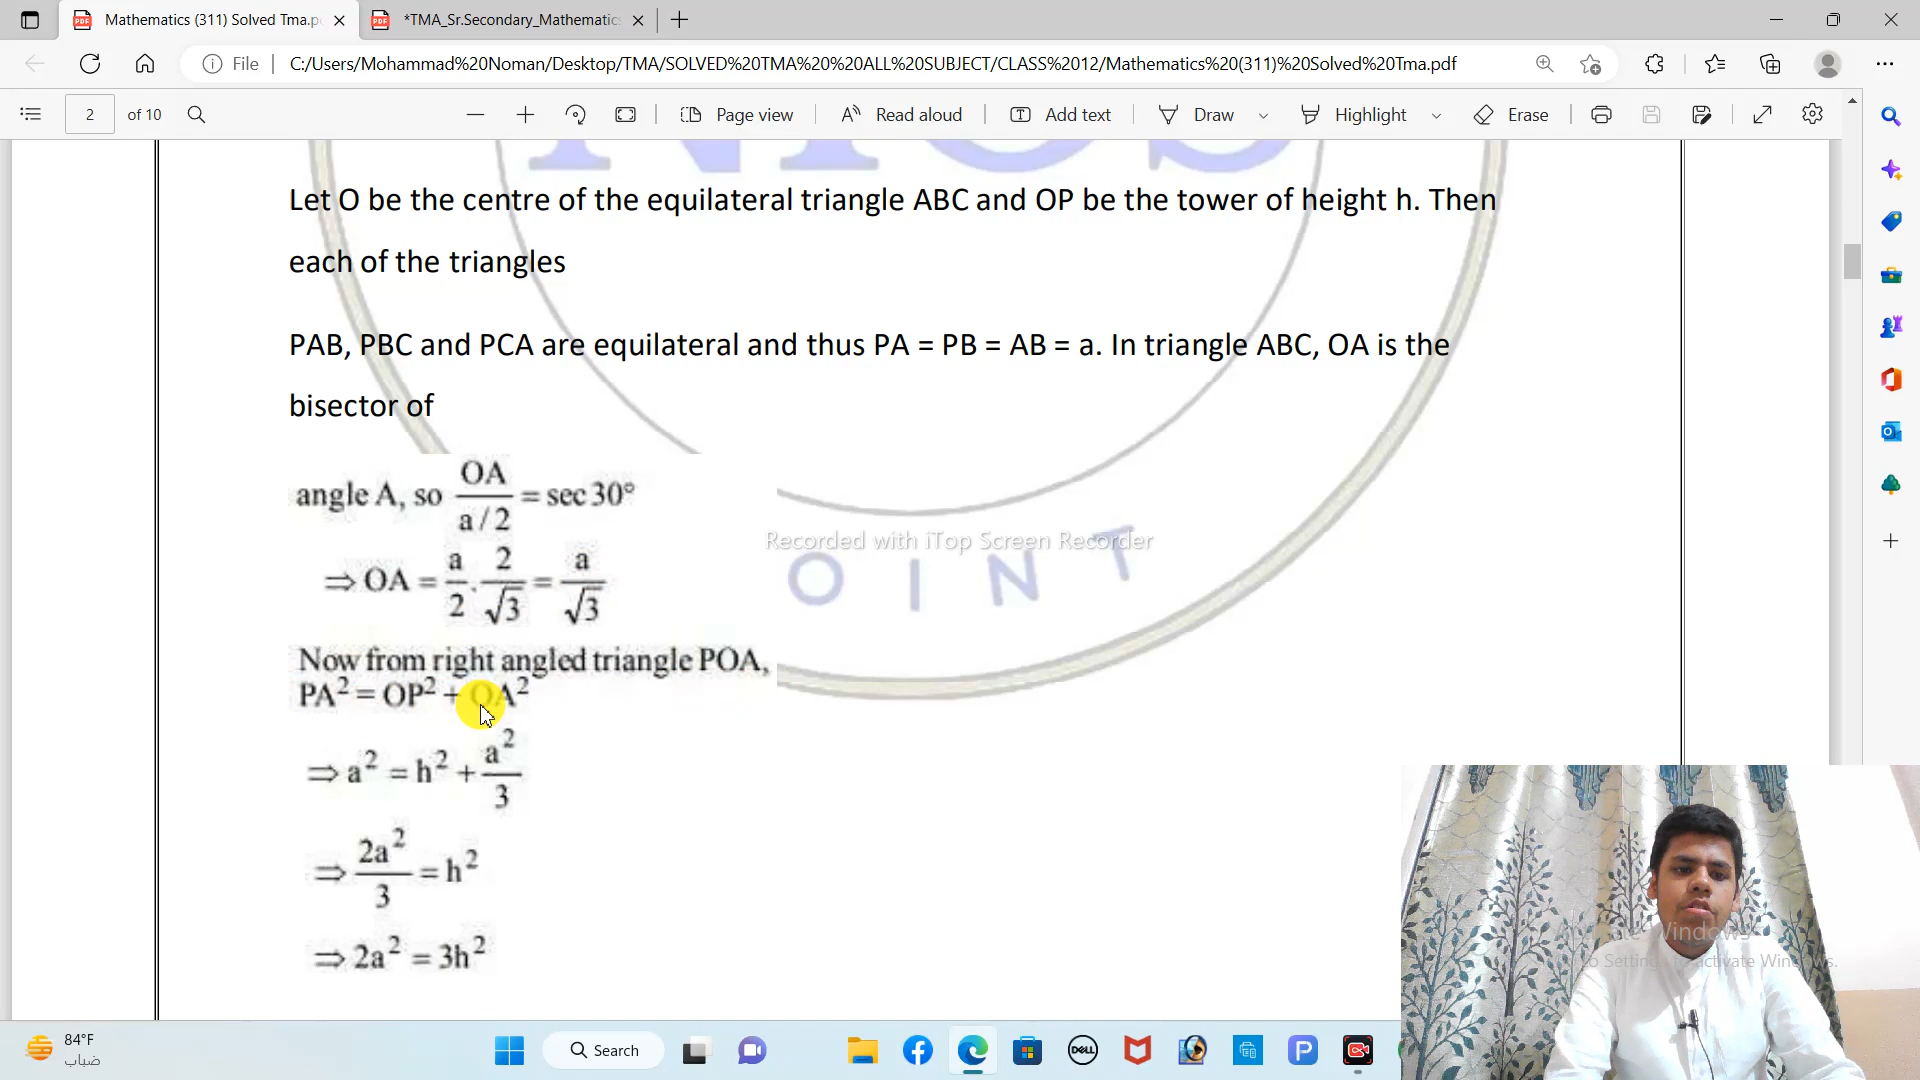 Mathematics (311) Solved Tma.p
*TMA_Sr.Secondary_Mathematics
File
C:/Users/Mohammad%20Noman/Desktop/TMA/SOLVED%20TMA%20%20ALL%20SUBJECT/CLASS%2012/Mathematics%20(311)%20Solved%20Tma.pdf
2 of 10
Page view
Read aloud
Add text
Draw
Highlight
Erase
NIOS
Let O be the centre of the equilateral triangle ABC and OP be the tower of height h. Then
each of the triangles
PAB, PBC and PCA are equilateral and thus PA = PB = AB = a. In triangle ABC, OA is the
bisector of
angle A, so OA / (a / 2) = sec 30°
⇒ OA = a/2 . 2/√3 = a/√3
Recorded with iTop Screen Recorder
OINT
Now from right angled triangle POA,
PA² = OP² + OA²
⇒ a² = h² + a²/3
⇒ 2a²/3 = h²
⇒ 2a² = 3h²
84°F
ضباب
Search
DELL